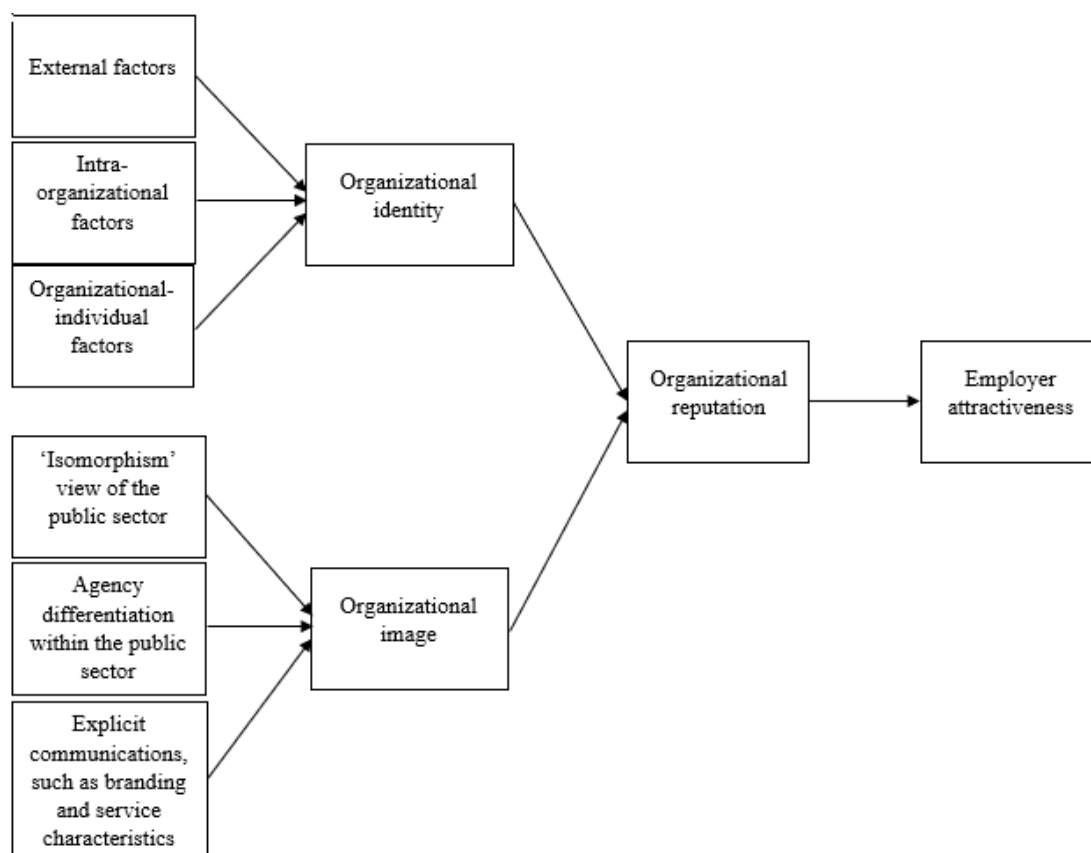 External factors
Intra-
organizational
factors
Organizational-
individual
factors
Organizational
identity
Organizational
reputation
Employer
attractiveness
‘Isomorphism’
view of the
public sector
Agency
differentiation
within the public
sector
Organizational
image
Explicit
communications,
such as branding
and service
characteristics